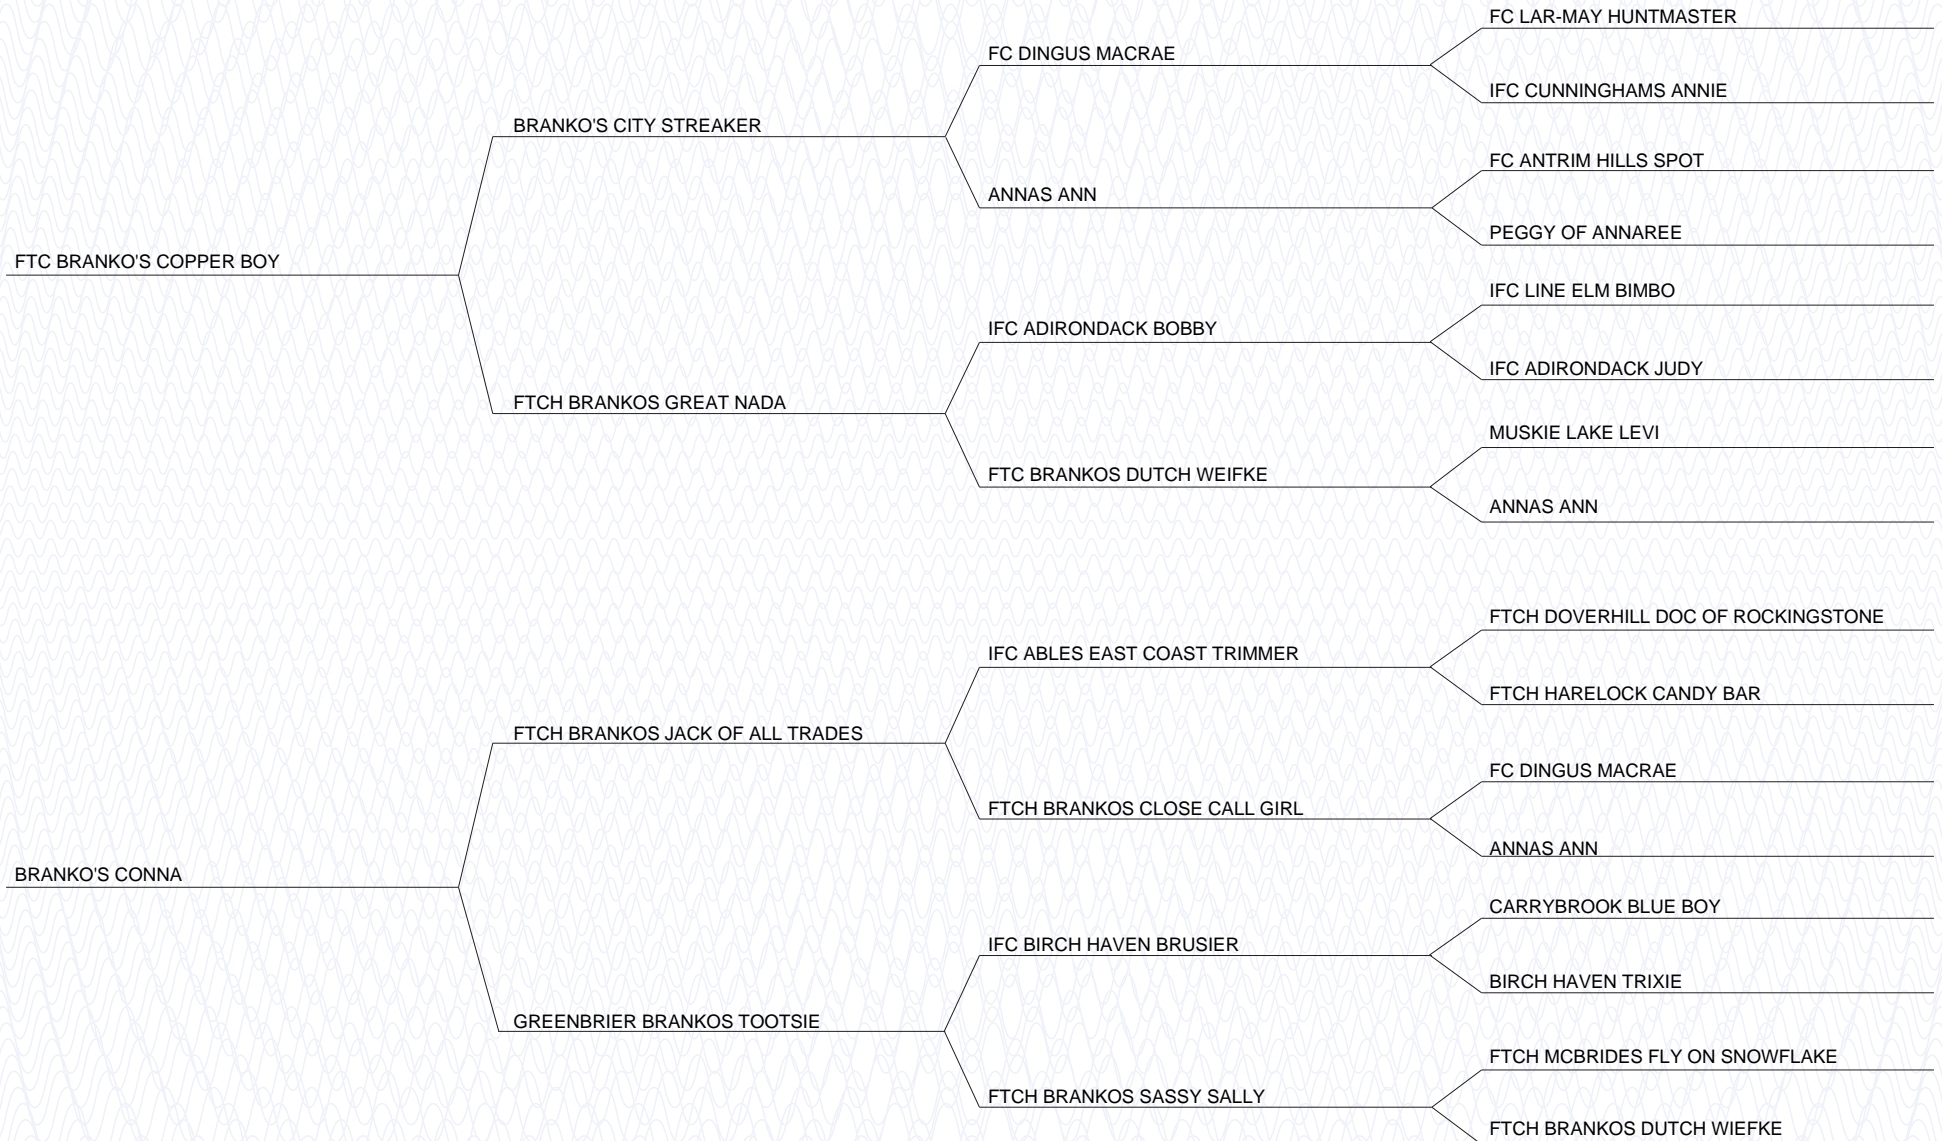 FC LAR-MAY HUNTMASTER
FC DINGUS MACRAE
IFC CUNNINGHAMS ANNIE
BRANKO'S CITY STREAKER
FC ANTRIM HILLS SPOT
ANNAS ANN
PEGGY OF ANNAREE
FTC BRANKO'S COPPER BOY
IFC LINE ELM BIMBO
IFC ADIRONDACK BOBBY
IFC ADIRONDACK JUDY
FTCH BRANKOS GREAT NADA
MUSKIE LAKE LEVI
FTC BRANKOS DUTCH WEIFKE
ANNAS ANN
FTCH DOVERHILL DOC OF ROCKINGSTONE
IFC ABLES EAST COAST TRIMMER
FTCH HARELOCK CANDY BAR
FTCH BRANKOS JACK OF ALL TRADES
FC DINGUS MACRAE
FTCH BRANKOS CLOSE CALL GIRL
ANNAS ANN
BRANKO'S CONNA
CARRYBROOK BLUE BOY
IFC BIRCH HAVEN BRUSIER
BIRCH HAVEN TRIXIE
GREENBRIER BRANKOS TOOTSIE
FTCH MCBRIDES FLY ON SNOWFLAKE
FTCH BRANKOS SASSY SALLY
FTCH BRANKOS DUTCH WIEFKE